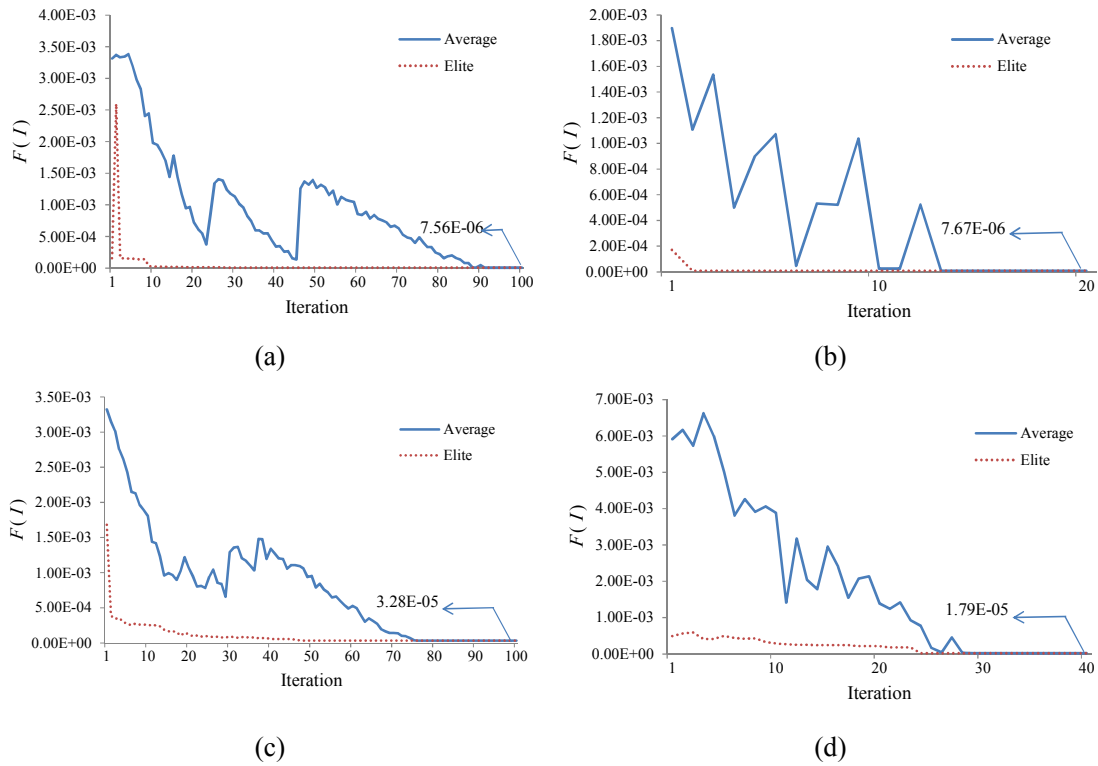 4.00E-03
3.50E-03
3.00E-03
2.50E-03
2.00E-03
1.50E-03
1.00E-03
5.00E-04
0.00E+00
F( I )
Average
Elite
7.56E-06
1 10 20 30 40 50 60 70 80 90 100
Iteration
(a)
2.00E-03
1.80E-03
1.60E-03
1.40E-03
1.20E-03
1.00E-03
8.00E-04
6.00E-04
4.00E-04
2.00E-04
0.00E+00
F( I )
Average
Elite
7.67E-06
1 10 20
Iteration
(b)
3.50E-03
3.00E-03
2.50E-03
2.00E-03
1.50E-03
1.00E-03
5.00E-04
0.00E+00
F( I )
Average
Elite
3.28E-05
1 10 20 30 40 50 60 70 80 90 100
Iteration
(c)
7.00E-03
6.00E-03
5.00E-03
4.00E-03
3.00E-03
2.00E-03
1.00E-03
0.00E+00
F( I )
Average
Elite
1.79E-05
1 10 20 30 40
Iteration
(d)